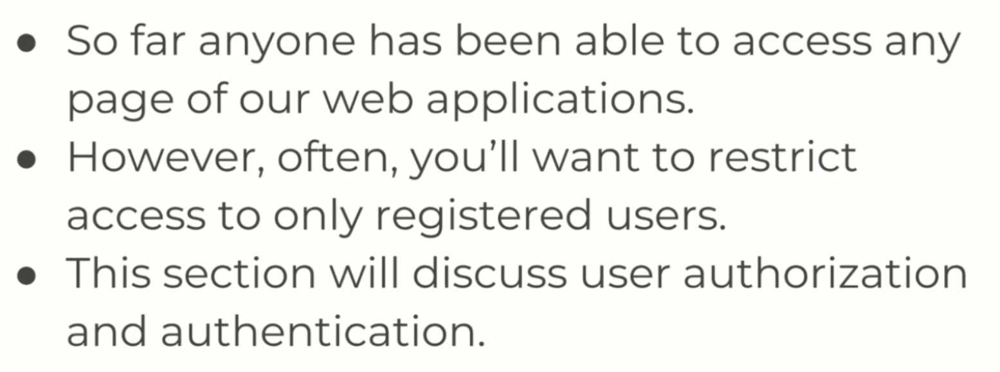 ● So far anyone has been able to access any
page of our web applications.
● However, often, you’ll want to restrict
access to only registered users.
● This section will discuss user authorization
and authentication.